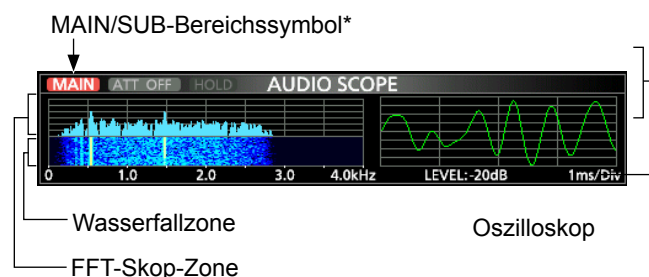 MAIN/SUB-Bereichssymbol*
MAIN ATT OFF HOLD AUDIO SCOPE
0 1.0 2.0 3.0 4.0kHz LEVEL:-20dB 1ms/Div
Wasserfallzone
Oszilloskop
FFT-Skop-Zone